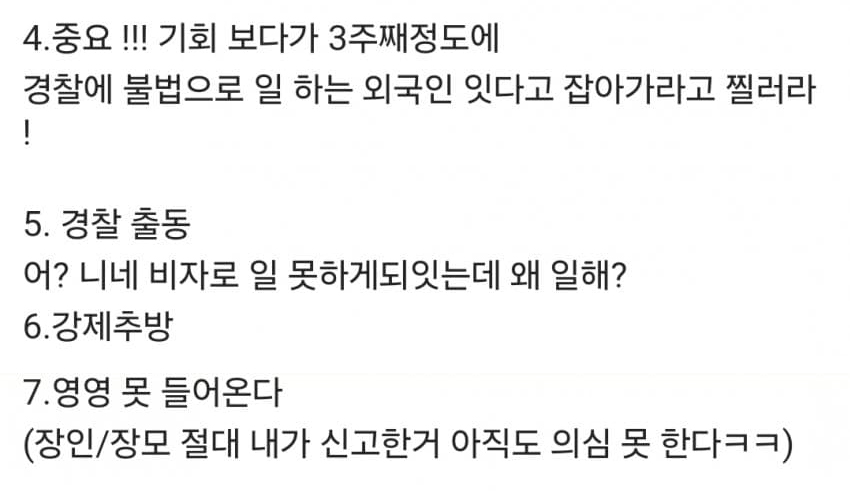 4.중요 !!! 기회 보다가 3주째정도에
경찰에 불법으로 일 하는 외국인 잇다고 잡아가라고 찔러라
!
5. 경찰 출동
어? 니네 비자로 일 못하게되잇는데 왜 일해?
6.강제추방
7.영영 못 들어온다
(장인/장모 절대 내가 신고한거 아직도 의심 못 한다ㅋㅋ)